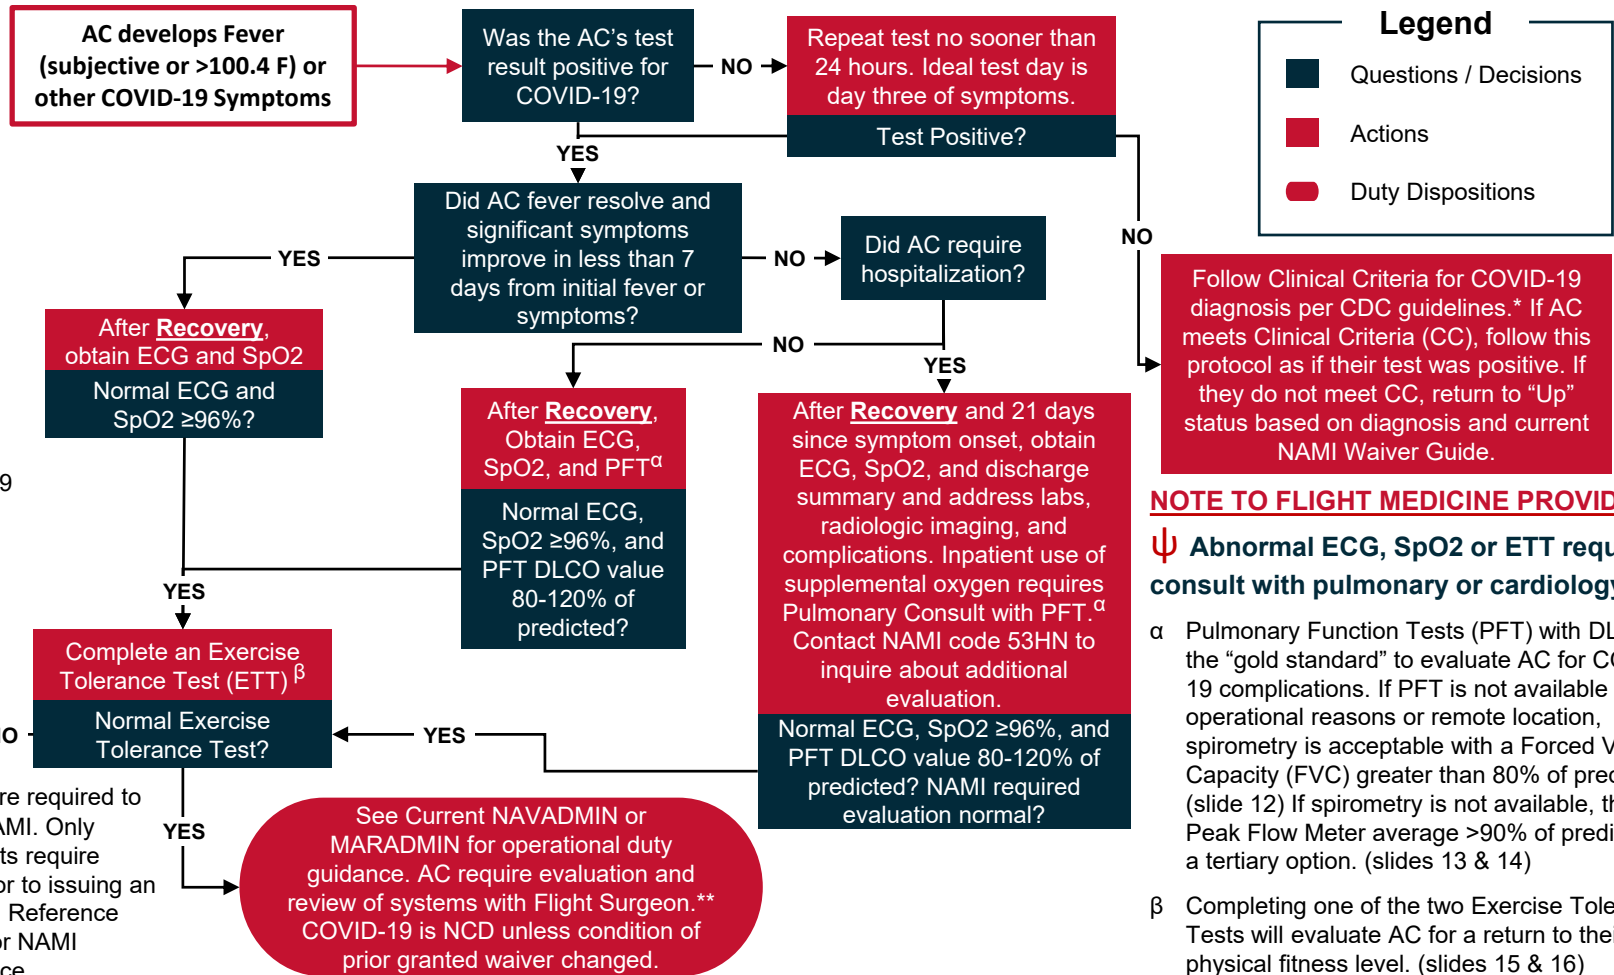 AC develops Fever
(subjective or >100.4 F) or
other COVID-19 Symptoms
Was the AC’s test
result positive for
COVID-19?
NO
Repeat test no sooner than
24 hours. Ideal test day is
day three of symptoms.
Test Positive?
Legend
Questions / Decisions
Actions
Duty Dispositions
YES
Did AC fever resolve and
significant symptoms
improve in less than 7
days from initial fever or
symptoms?
YES
NO
Did AC require
hospitalization?
NO
Follow Clinical Criteria for COVID-19
diagnosis per CDC guidelines.* If AC
meets Clinical Criteria (CC), follow this
protocol as if their test was positive. If
they do not meet CC, return to “Up”
status based on diagnosis and current
NAMI Waiver Guide.
After Recovery,
obtain ECG and SpO2
Normal ECG and
SpO2 ≥96%?
NO
YES
After Recovery,
Obtain ECG,
SpO2, and PFTα
Normal ECG,
SpO2 ≥96%, and
PFT DLCO value
80-120% of
predicted?
After Recovery and 21 days
since symptom onset, obtain
ECG, SpO2, and discharge
summary and address labs,
radiologic imaging, and
complications. Inpatient use of
supplemental oxygen requires
Pulmonary Consult with PFT.α
Contact NAMI code 53HN to
inquire about additional
evaluation.
Normal ECG, SpO2 ≥96%, and
PFT DLCO value 80-120% of
predicted? NAMI required
evaluation normal?
9
YES
Complete an Exercise
Tolerance Test (ETT) β
Normal Exercise
Tolerance Test?
YES
YES
See Current NAVADMIN or
MARADMIN for operational duty
guidance. AC require evaluation and
review of systems with Flight Surgeon.**
COVID-19 is NCD unless condition of
prior granted waiver changed.
required to
Only
require
to issuing an
Reference
NAMI
NOTE TO FLIGHT MEDICINE
ψ Abnormal ECG, SpO2 or ETT
consult with pulmonary or cardiology
α Pulmonary Function Tests (PFT) with
the “gold standard” to evaluate AC for
19 complications. If PFT is not available
operational reasons or remote location,
spirometry is acceptable with a Forced
Capacity (FVC) greater than 80% of
(slide 12) If spirometry is not available,
Peak Flow Meter average >90% of
a tertiary option. (slides 13 & 14)
β Completing one of the two Exercise
Tests will evaluate AC for a return to
physical fitness level. (slides 15 & 16)